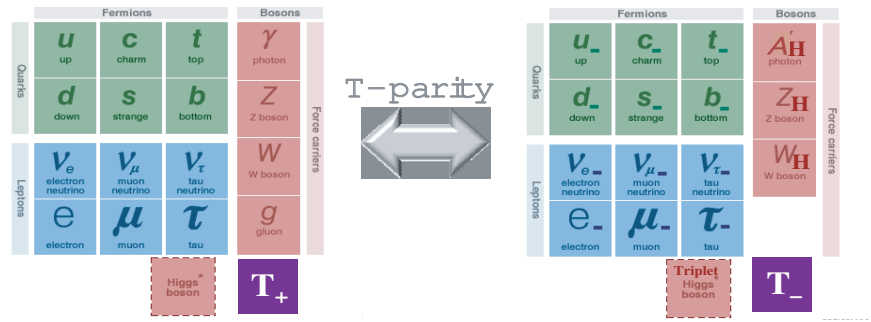 Fermions
Bosons
Quarks
Leptons
Force carriers
u
up
c
charm
t
top
γ
photon
d
down
s
strange
b
bottom
Z
Z boson
νe
electron
neutrino
νμ
muon
neutrino
ντ
tau
neutrino
W
W boson
e
electron
μ
muon
τ
tau
g
gluon
Higgs*
boson
T+
T-parity
Fermions
Bosons
Quarks
Leptons
Force carriers
u-
up
c-
charm
t-
top
AH
photon
d-
down
s-
strange
b-
bottom
ZH
Z boson
νe-
electron
neutrino
νμ-
muon
neutrino
ντ-
tau
neutrino
WH
W boson
e-
electron
μ-
muon
τ-
tau
Triplet
Higgs
boson
T-